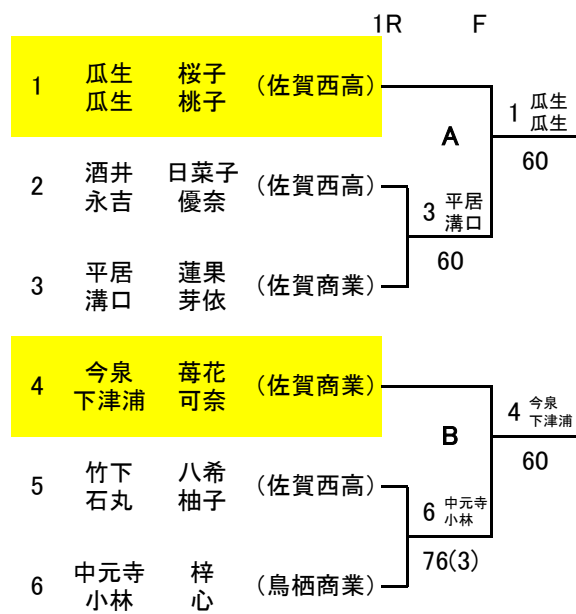 1R F
1 瓜生 桜子 (佐賀西高)
瓜生 桃子
1 瓜生
瓜生
A
60
2 酒井 日菜子 (佐賀西高)
永吉 優奈
3 平居
溝口
60
3 平居 蓮果 (佐賀商業)
溝口 芽依
4 今泉 苺花 (佐賀商業)
下津浦 可奈
4 今泉
下津浦
B
60
5 竹下 八希 (佐賀西高)
石丸 柚子
6 中元寺
小林
76(3)
6 中元寺 梓 (鳥栖商業)
小林 心